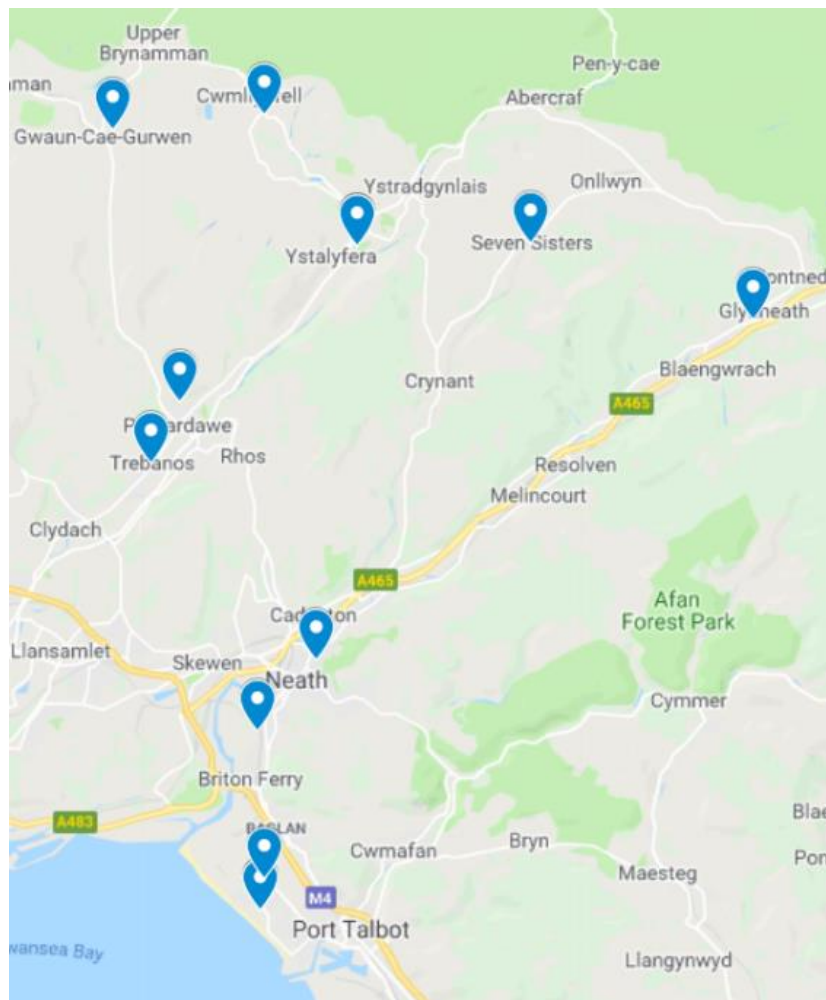 Upper
Brynamman
Pen-y-cae
Abercraf
Gwaun-Cae-Gurwen
Ystradgynlais
Onllwyn
Seven Sisters
Ystalyfera
Blaengwrach
Crynant
A465
Trebanos
Rhos
Resolven
Melincourt
Clydach
A465
Afan
Forest Park
Llansamlet
Skewen
Neath
Cymmer
Briton Ferry
A483
Bryn
Cwmafan
Maesteg
M4
Port Talbot
Llangynwyd
Bay